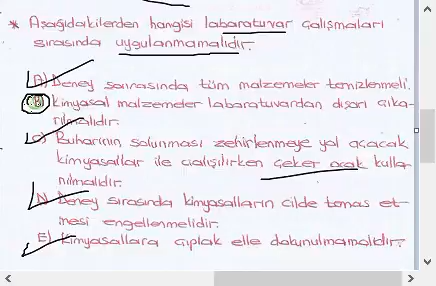 * Aşağıdakilerden hangisi labaratuvar çalışmaları
sırasında uygulanmamalıdır.
A) Deney sonrasında tüm malzemeler temizlenmeli.
B) Kimyasal malzemeler labaratuvardan dışarı çıka-
rılmalıdır.
C) Buharının solunması zehirlenmeye yol açacak
kimyasallar ile çalışılırken çeker ocak kulla-
nılmalıdır.
D) Deney sırasında kimyasalların cilde temas et-
mesi engellenmelidir.
E) Kimyasallara çıplak elle dokunulmamalıdır.